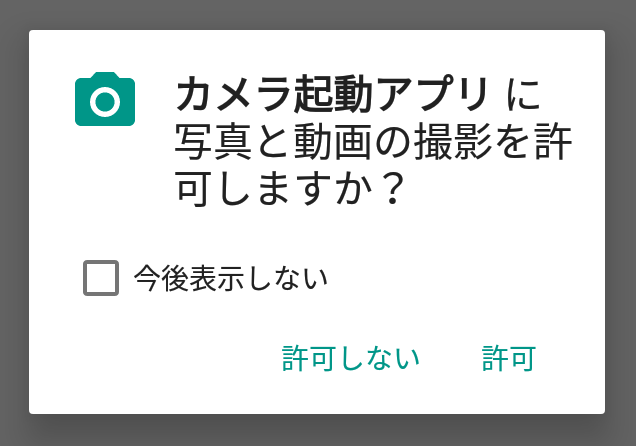 カメラ起動アプリ に
写真と動画の撮影を許
可しますか？
今後表示しない
許可しない 許可